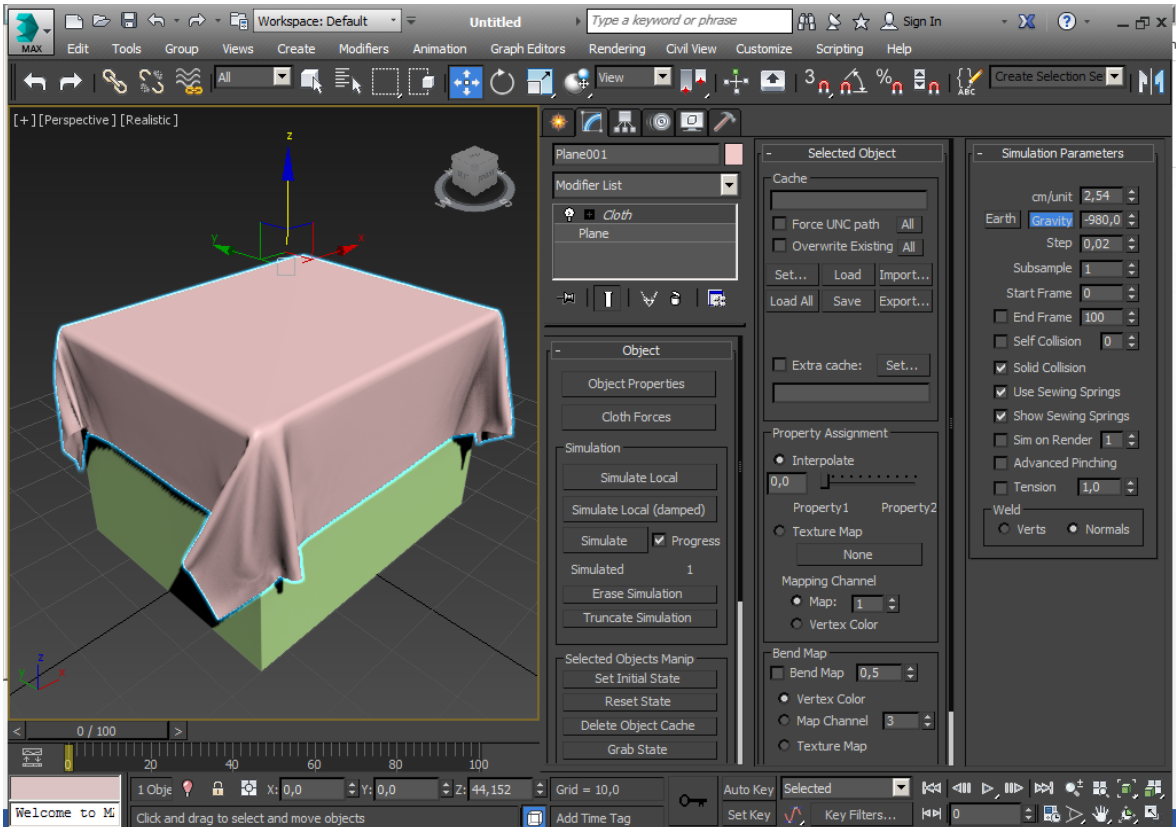 Workspace: Default
Untitled
Type a keyword or phrase
Sign In
MAX
Edit Tools Group Views Create Modifiers Animation Graph Editors Rendering Civil View Customize Scripting Help
All
View
3
%
ABC
Create Selection Se
[+] [Perspective ] [Realistic ]
z
y
x
Plane001
Modifier List
Cloth
Plane
- Object
Object Properties
Cloth Forces
Simulation
Simulate Local
Simulate Local (damped)
Simulate Progress
Simulated 1
Erase Simulation
Truncate Simulation
Selected Objects Manip
Set Initial State
Reset State
Delete Object Cache
Grab State
- Selected Object
Cache
Force UNC path All
Overwrite Existing All
Set... Load Import...
Load All Save Export...
Extra cache: Set...
Property Assignment
Interpolate
0,0
Property1 Property2
Texture Map
None
Mapping Channel
Map: 1
Vertex Color
Bend Map
Bend Map 0,5
Vertex Color
Map Channel 3
Texture Map
- Simulation Parameters
cm/unit 2,54
Earth Gravity -980,0
Step 0,02
Subsample 1
Start Frame 0
End Frame 100
Self Collision 0
Solid Collision
Use Sewing Springs
Show Sewing Springs
Sim on Render 1
Advanced Pinching
Tension 1,0
Weld
Verts Normals
z
y
x
< 0 / 100 >
0 20 40 60 80 100
1 Obje X: 0,0 Y: 0,0 Z: 44,152 Grid = 10,0 Auto Key Selected
Welcome to M
Click and drag to select and move objects Add Time Tag Set Key Key Filters... 0